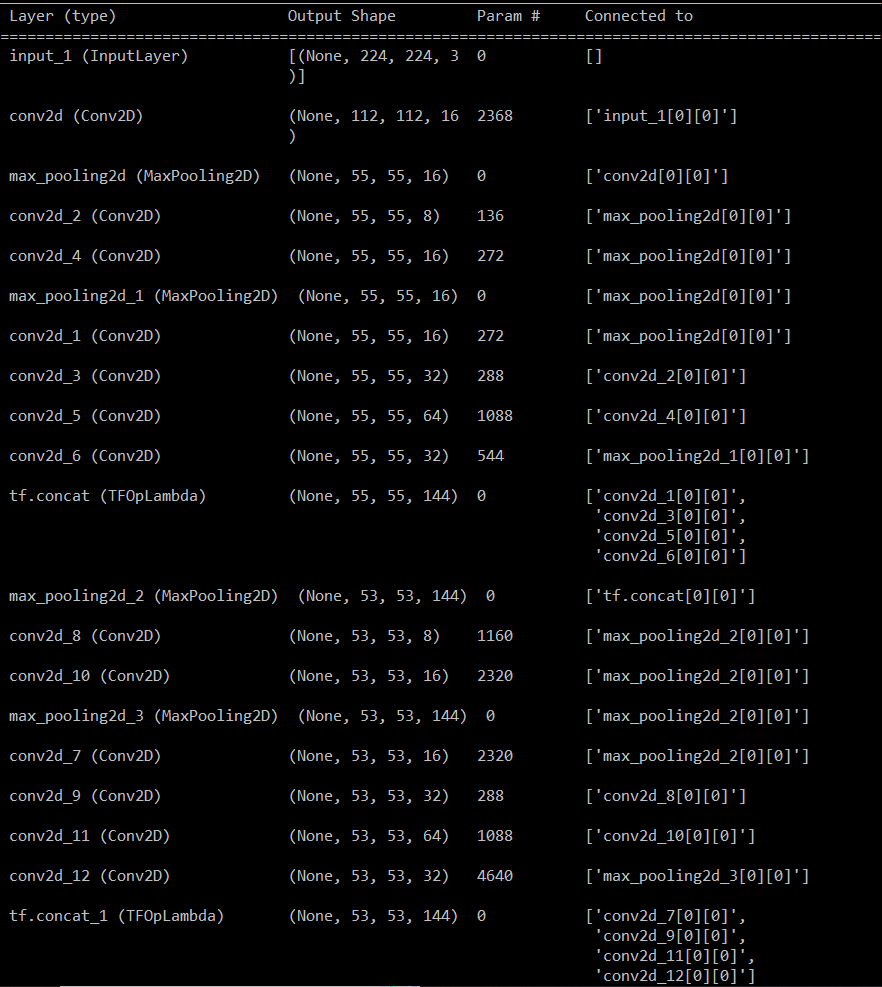 Layer (type) Output Shape Param # Connected to
==================================================================================================
input_1 (InputLayer) [(None, 224, 224, 3 0 []
)]
conv2d (Conv2D) (None, 112, 112, 16 2368 ['input_1[0][0]']
)
max_pooling2d (MaxPooling2D) (None, 55, 55, 16) 0 ['conv2d[0][0]']
conv2d_2 (Conv2D) (None, 55, 55, 8) 136 ['max_pooling2d[0][0]']
conv2d_4 (Conv2D) (None, 55, 55, 16) 272 ['max_pooling2d[0][0]']
max_pooling2d_1 (MaxPooling2D) (None, 55, 55, 16) 0 ['max_pooling2d[0][0]']
conv2d_1 (Conv2D) (None, 55, 55, 16) 272 ['max_pooling2d[0][0]']
conv2d_3 (Conv2D) (None, 55, 55, 32) 288 ['conv2d_2[0][0]']
conv2d_5 (Conv2D) (None, 55, 55, 64) 1088 ['conv2d_4[0][0]']
conv2d_6 (Conv2D) (None, 55, 55, 32) 544 ['max_pooling2d_1[0][0]']
tf.concat (TFOpLambda) (None, 55, 55, 144) 0 ['conv2d_1[0][0]',
'conv2d_3[0][0]',
'conv2d_5[0][0]',
'conv2d_6[0][0]']
max_pooling2d_2 (MaxPooling2D) (None, 53, 53, 144) 0 ['tf.concat[0][0]']
conv2d_8 (Conv2D) (None, 53, 53, 8) 1160 ['max_pooling2d_2[0][0]']
conv2d_10 (Conv2D) (None, 53, 53, 16) 2320 ['max_pooling2d_2[0][0]']
max_pooling2d_3 (MaxPooling2D) (None, 53, 53, 144) 0 ['max_pooling2d_2[0][0]']
conv2d_7 (Conv2D) (None, 53, 53, 16) 2320 ['max_pooling2d_2[0][0]']
conv2d_9 (Conv2D) (None, 53, 53, 32) 288 ['conv2d_8[0][0]']
conv2d_11 (Conv2D) (None, 53, 53, 64) 1088 ['conv2d_10[0][0]']
conv2d_12 (Conv2D) (None, 53, 53, 32) 4640 ['max_pooling2d_3[0][0]']
tf.concat_1 (TFOpLambda) (None, 53, 53, 144) 0 ['conv2d_7[0][0]',
'conv2d_9[0][0]',
'conv2d_11[0][0]',
'conv2d_12[0][0]']